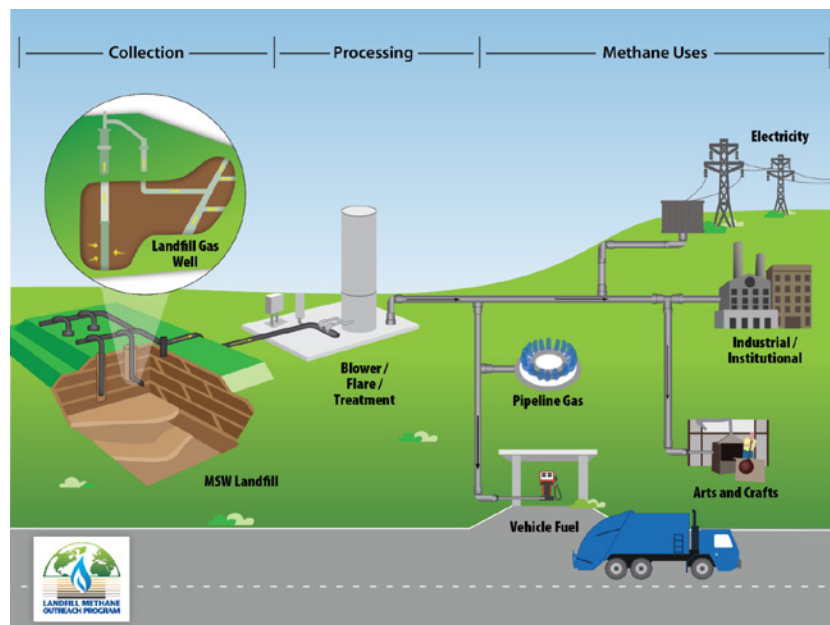 Collection
Processing
Methane Uses
Landfill Gas
Well
MSW Landfill
Blower /
Flare /
Treatment
Electricity
Industrial /
Institutional
Pipeline Gas
Arts and Crafts
Vehicle Fuel
LANDFILL METHANE
OUTREACH PROGRAM